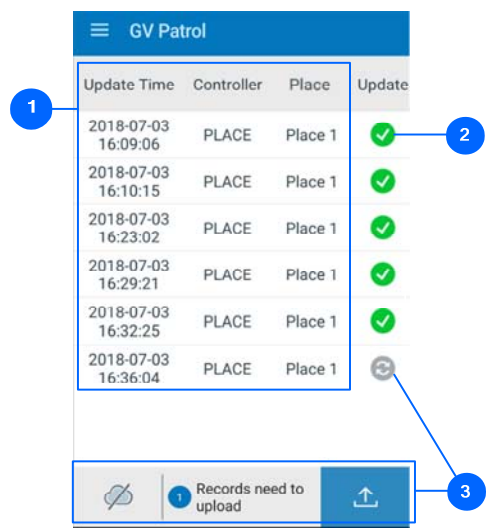 GV Patrol
Update Time Controller Place Update
1
2018-07-03
16:09:06 PLACE Place 1
2
2018-07-03
16:10:15 PLACE Place 1
2018-07-03
16:23:02 PLACE Place 1
2018-07-03
16:29:21 PLACE Place 1
2018-07-03
16:32:25 PLACE Place 1
2018-07-03
16:36:04 PLACE Place 1
1 Records need to
upload
3